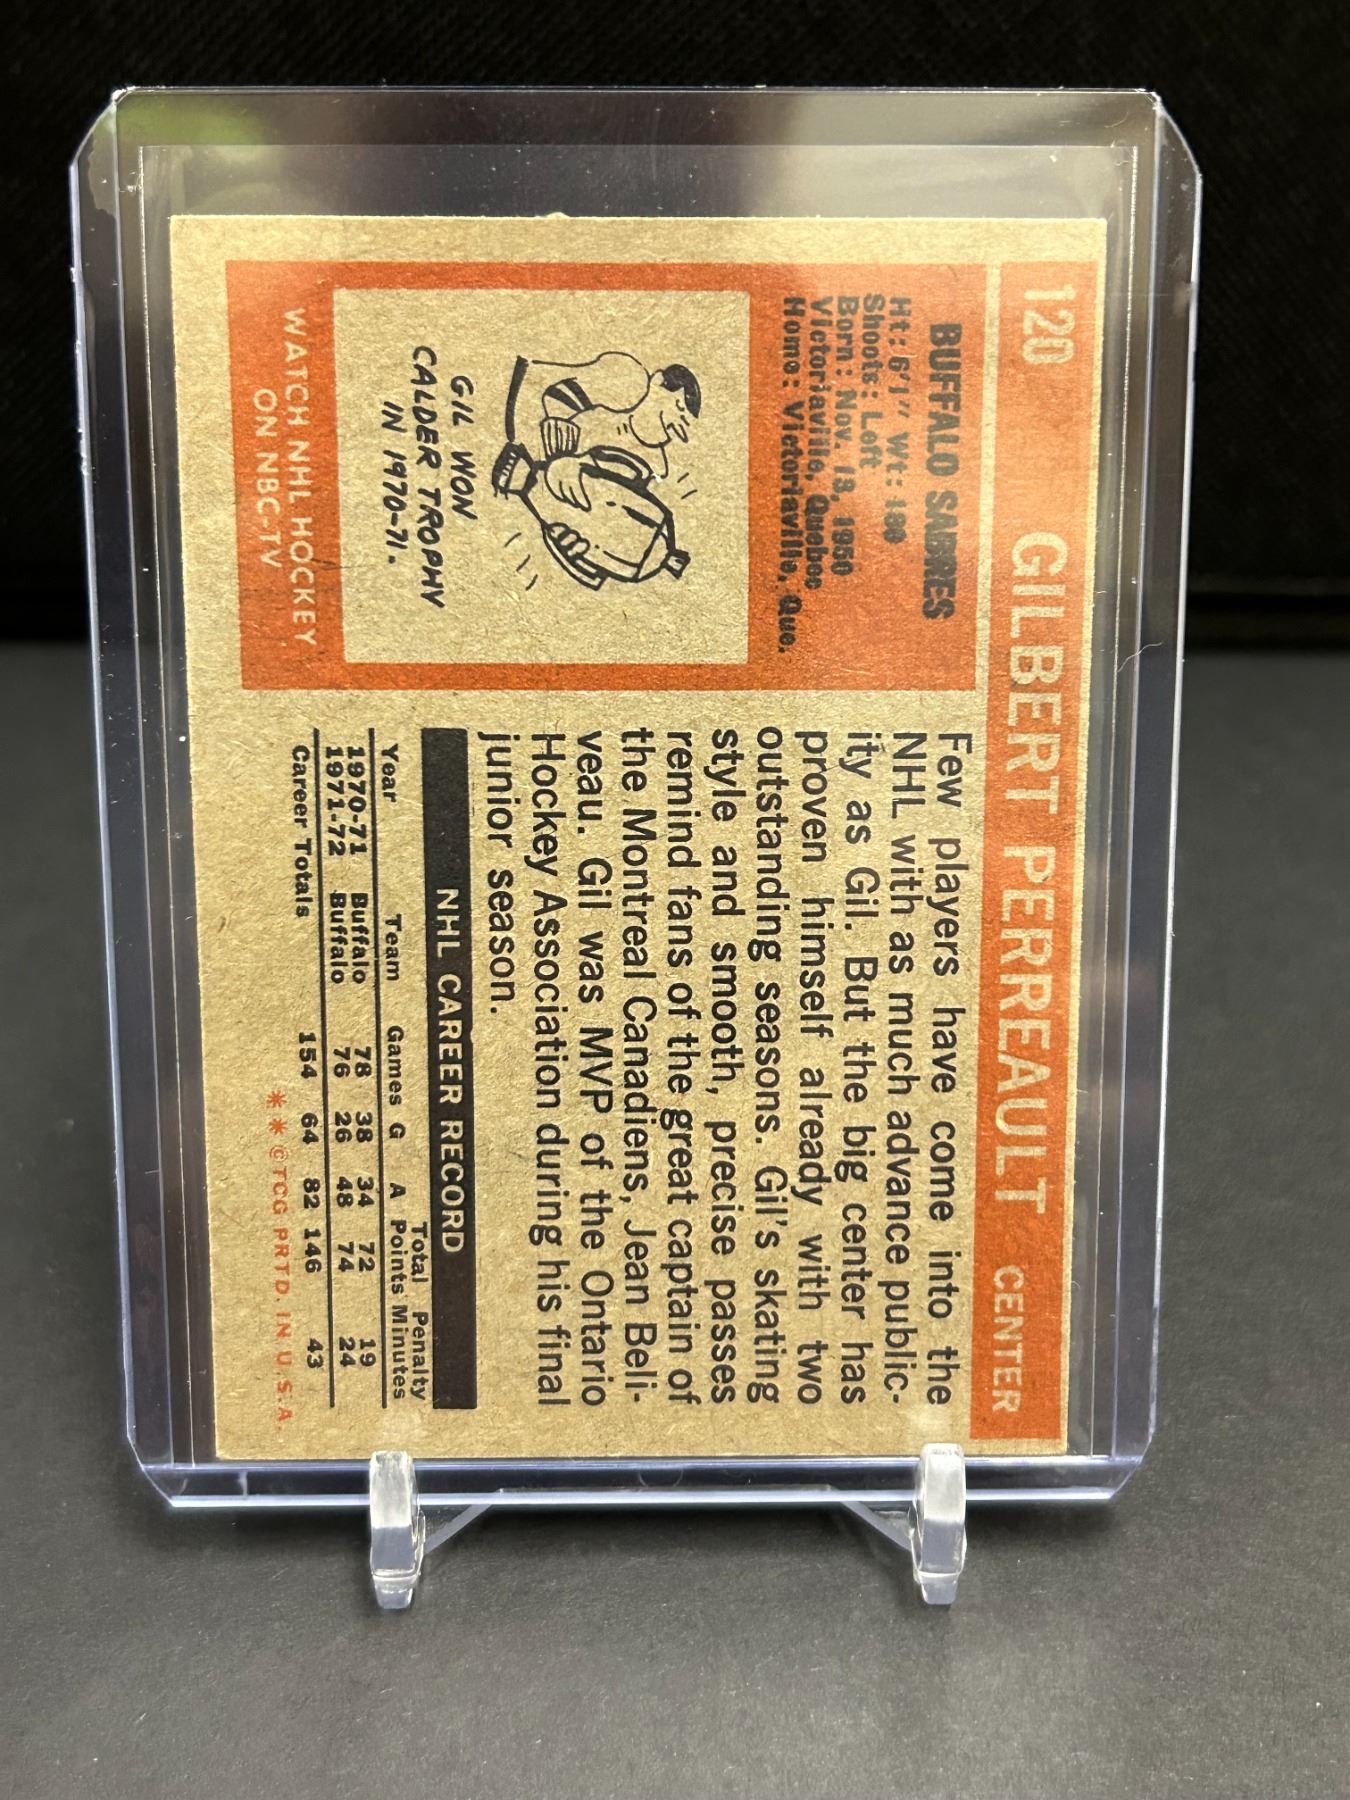 120 GILBERT PERREAULT CENTER
BUFFALO SABRES
Ht: 6'1" Wt: 190
Shoots: Left
Born: Nov. 13, 1950
Victoriaville, Quebec
Home: Victoriaville, Que.
GIL WON
CALDER TROPHY
IN 1970-71.
WATCH NHL HOCKEY
ON NBC-TV
Few players have come into the
NHL with as much advance public-
ity as Gil. But the big center has
proven himself already with two
outstanding seasons. Gil's skating
style and smooth, precise passes
remind fans of the great captain of
the Montreal Canadiens, Jean Beli-
veau. Gil was MVP of the Ontario
Hockey Association during his final
junior season.
NHL CAREER RECORD
Total Penalty
Year Team Games G A Points Minutes
1970-71 Buffalo 78 38 34 72 19
1971-72 Buffalo 76 26 48 74 24
Career Totals 154 64 82 146 43
**©TCG PRTD. IN U.S.A.